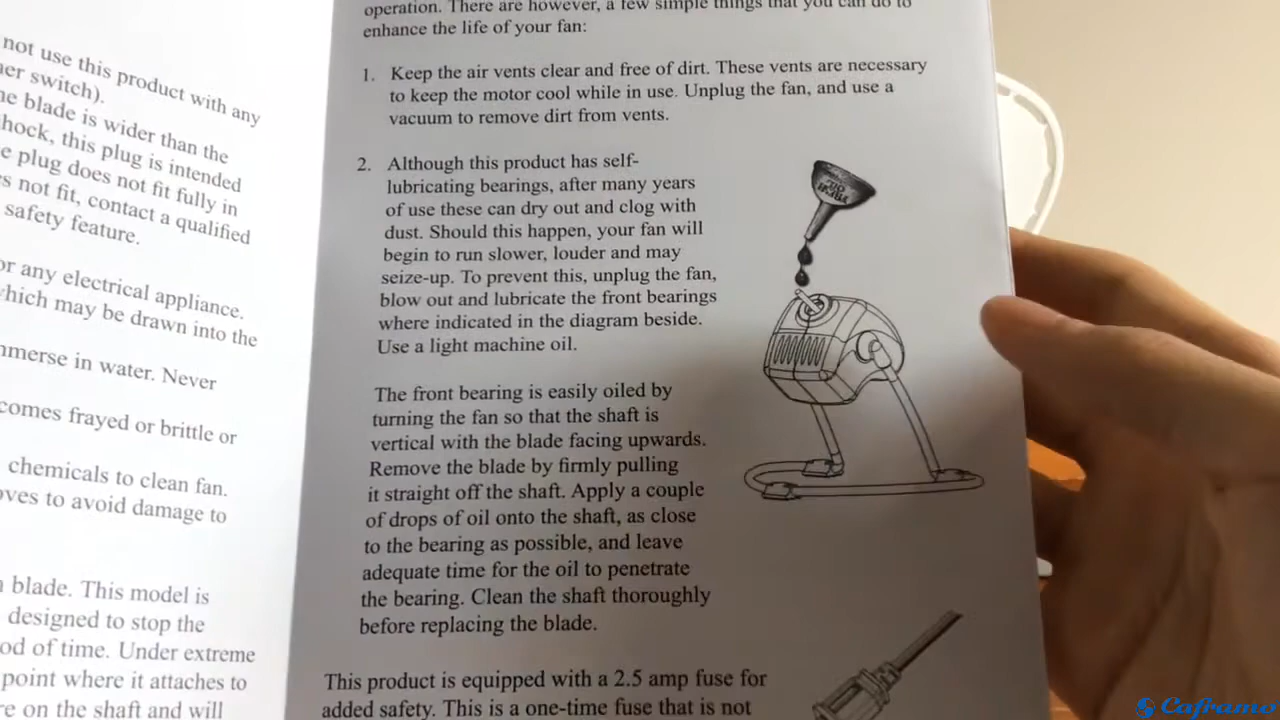 not use this product with any
er switch).
e blade is wider than the
hock, this plug is intended
e plug does not fit fully in
s not fit, contact a qualified
safety feature.
or any electrical appliance.
which may be drawn into the
mmerse in water. Never
comes frayed or brittle or
chemicals to clean fan.
oves to avoid damage to
blade. This model is
designed to stop the
od of time. Under extreme
point where it attaches to
re on the shaft and will
operation. There are however, a few simple things that you can do to
enhance the life of your fan:
1. Keep the air vents clear and free of dirt. These vents are necessary
to keep the motor cool while in use. Unplug the fan, and use a
vacuum to remove dirt from vents.
2. Although this product has self-
lubricating bearings, after many years
of use these can dry out and clog with
dust. Should this happen, your fan will
begin to run slower, louder and may
seize-up. To prevent this, unplug the fan,
blow out and lubricate the front bearings
where indicated in the diagram beside.
Use a light machine oil.
The front bearing is easily oiled by
turning the fan so that the shaft is
vertical with the blade facing upwards.
Remove the blade by firmly pulling
it straight off the shaft. Apply a couple
of drops of oil onto the shaft, as close
to the bearing as possible, and leave
adequate time for the oil to penetrate
the bearing. Clean the shaft thoroughly
before replacing the blade.
This product is equipped with a 2.5 amp fuse for
added safety. This is a one-time fuse that is not
Caframo